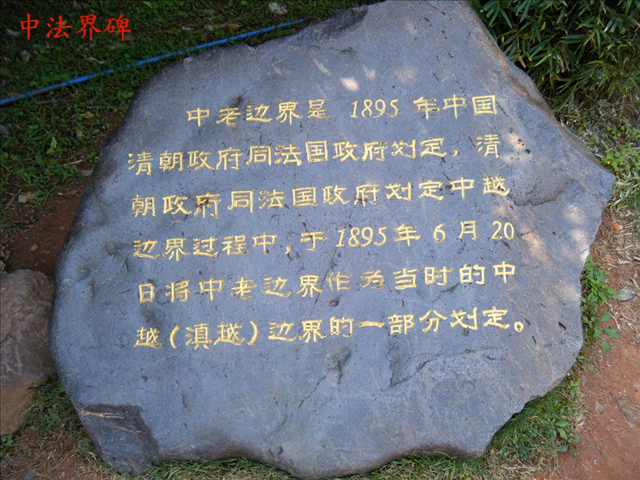 中法界碑
中老边界是 1895 年中国
清朝政府同法国政府划定，清
朝政府同法国政府划定中越
边界过程中，于 1895 年 6 月 20
日将中老边界作为当时的中
越（滇越）边界的一部分划定。